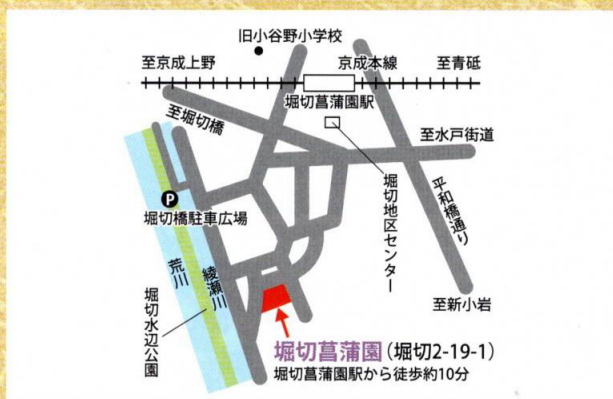 旧小谷野小学校
至京成上野
京成本線
至青砥
堀切菖蒲園駅
至堀切橋
至水戸街道
P
堀切橋駐車広場
堀切地区センター
平和橋通り
荒川
綾瀬川
堀切水辺公園
至新小岩
堀切菖蒲園(堀切2-19-1)
堀切菖蒲園駅から徒歩約10分